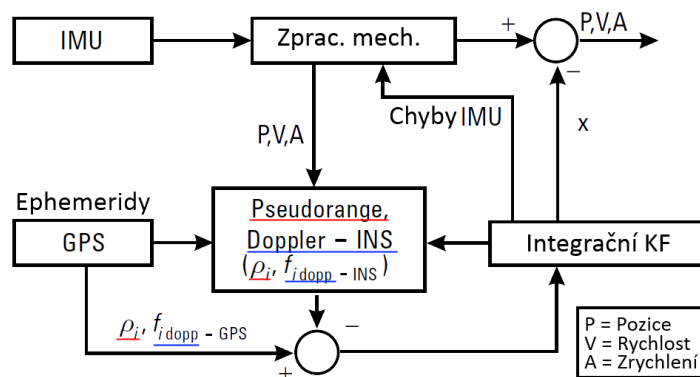 IMU
Zprac. mech.
+
P,V,A
−
Chyby IMU
x
P,V,A
Ephemeridy
GPS
Pseudorange,
Doppler – INS
(ρi, fi dopp - INS)
Integrační KF
ρi, fi dopp - GPS
−
+
P = Pozice
V = Rychlost
A = Zrychlení